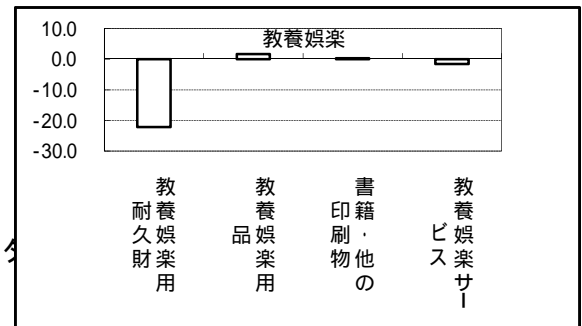 教養娯楽
10.0
0.0
-10.0
-20.0
-30.0
教養娯楽用
耐久財
教養娯楽用
品
書籍・他の
印刷物
教養娯楽サー
ビス